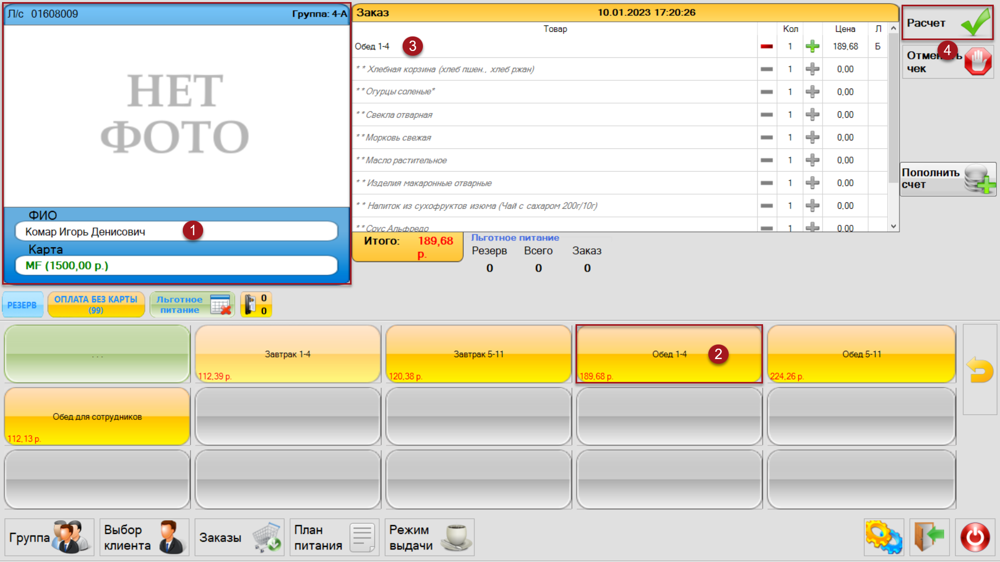 Л/с 01608009 Группа: 4-А
НЕТ
ФОТО
ФИО
Комар Игорь Денисович 1
Карта
MF (1500,00 р.)
Заказ 10.01.2023 17:20:26
Товар Кол Цена Л
Обед 1-4 3 1 189,68 Б
** Хлебная корзина (хлеб пшен., хлеб ржан) 1 0,00
**Огурцы соленые* 1 0,00
**Свекла отварная 1 0,00
**Морковь свежая 1 0,00
**Масло растительное 1 0,00
**Изделия макаронные отварные 1 0,00
** Напиток из сухофруктов изюма (Чай с сахаром 200г/10г) 1 0,00
**Соус Альфредо 1 0,00
Итого: 189,68
р.
Льготное питание
Резерв Всего Заказ
0 0 0
Расчет
4
чек
Пополнить
счет
РЕЗЕРВ
ОПЛАТА БЕЗ КАРТЫ
(99)
Льготное
питание
0
0
. . .
Завтрак 1-4
112,39 р.
Завтрак 5-11
120,38 р.
Обед 1-4 2
189,68 р.
Обед 5-11
224,26 р.
Обед для сотрудников
112,13 р.
Группа
Выбор
клиента
Заказы
План
питания
Режим
выдачи